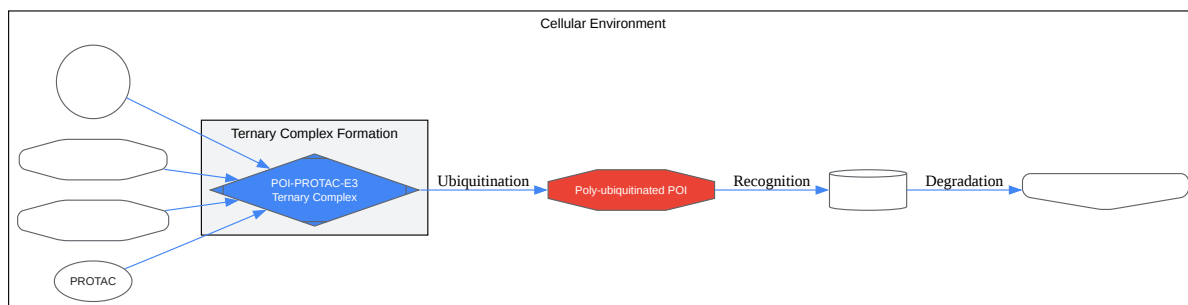 Cellular Environment
Ternary Complex Formation
POI-PROTAC-E3
Ternary Complex
Ubiquitination
Poly-ubiquitinated POI
Recognition
Degradation
PROTAC